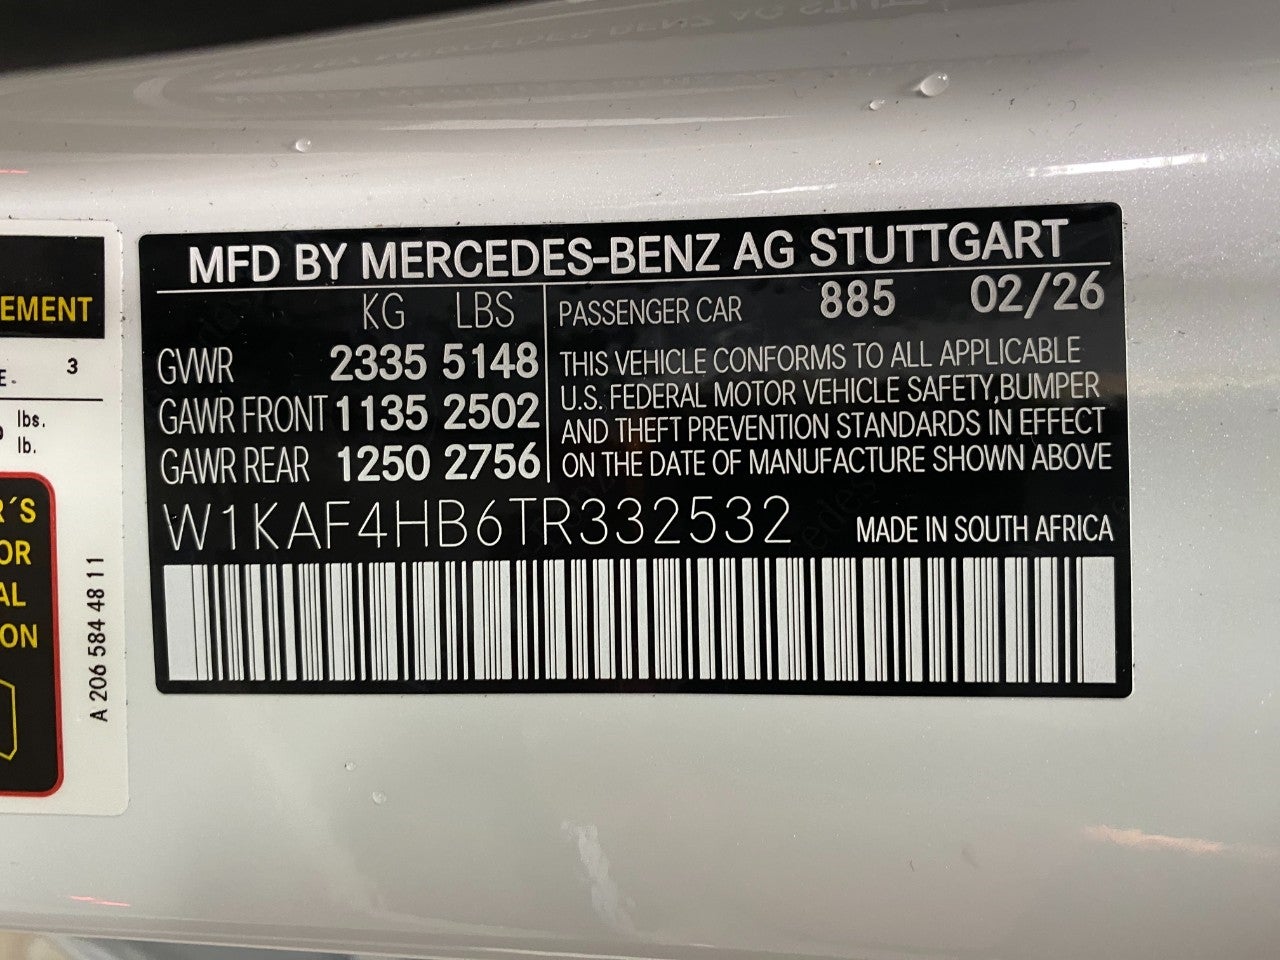 MFD BY MERCEDES-BENZ AG STUTTGART
KG LBS
GVWR 2335 5148
GAWR FRONT 1135 2502
GAWR REAR 1250 2756
PASSENGER CAR 885 02/26
THIS VEHICLE CONFORMS TO ALL APPLICABLE
U.S. FEDERAL MOTOR VEHICLE SAFETY,BUMPER
AND THEFT PREVENTION STANDARDS IN EFFECT
ON THE DATE OF MANUFACTURE SHOWN ABOVE
W1KAF4HB6TR332532 MADE IN SOUTH AFRICA
EMENT
3
lbs.
lb.
R´S
OR
AL
ON
A 206 584 48 11